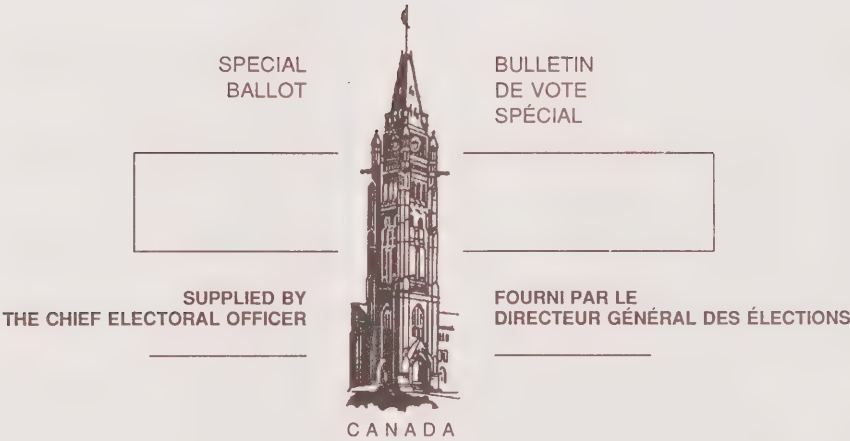 SPECIAL
BALLOT
BULLETIN
DE VOTE
SPÉCIAL
SUPPLIED BY
THE CHIEF ELECTORAL OFFICER
FOURNI PAR LE
DIRECTEUR GÉNÉRAL DES ÉLECTIONS
CANADA